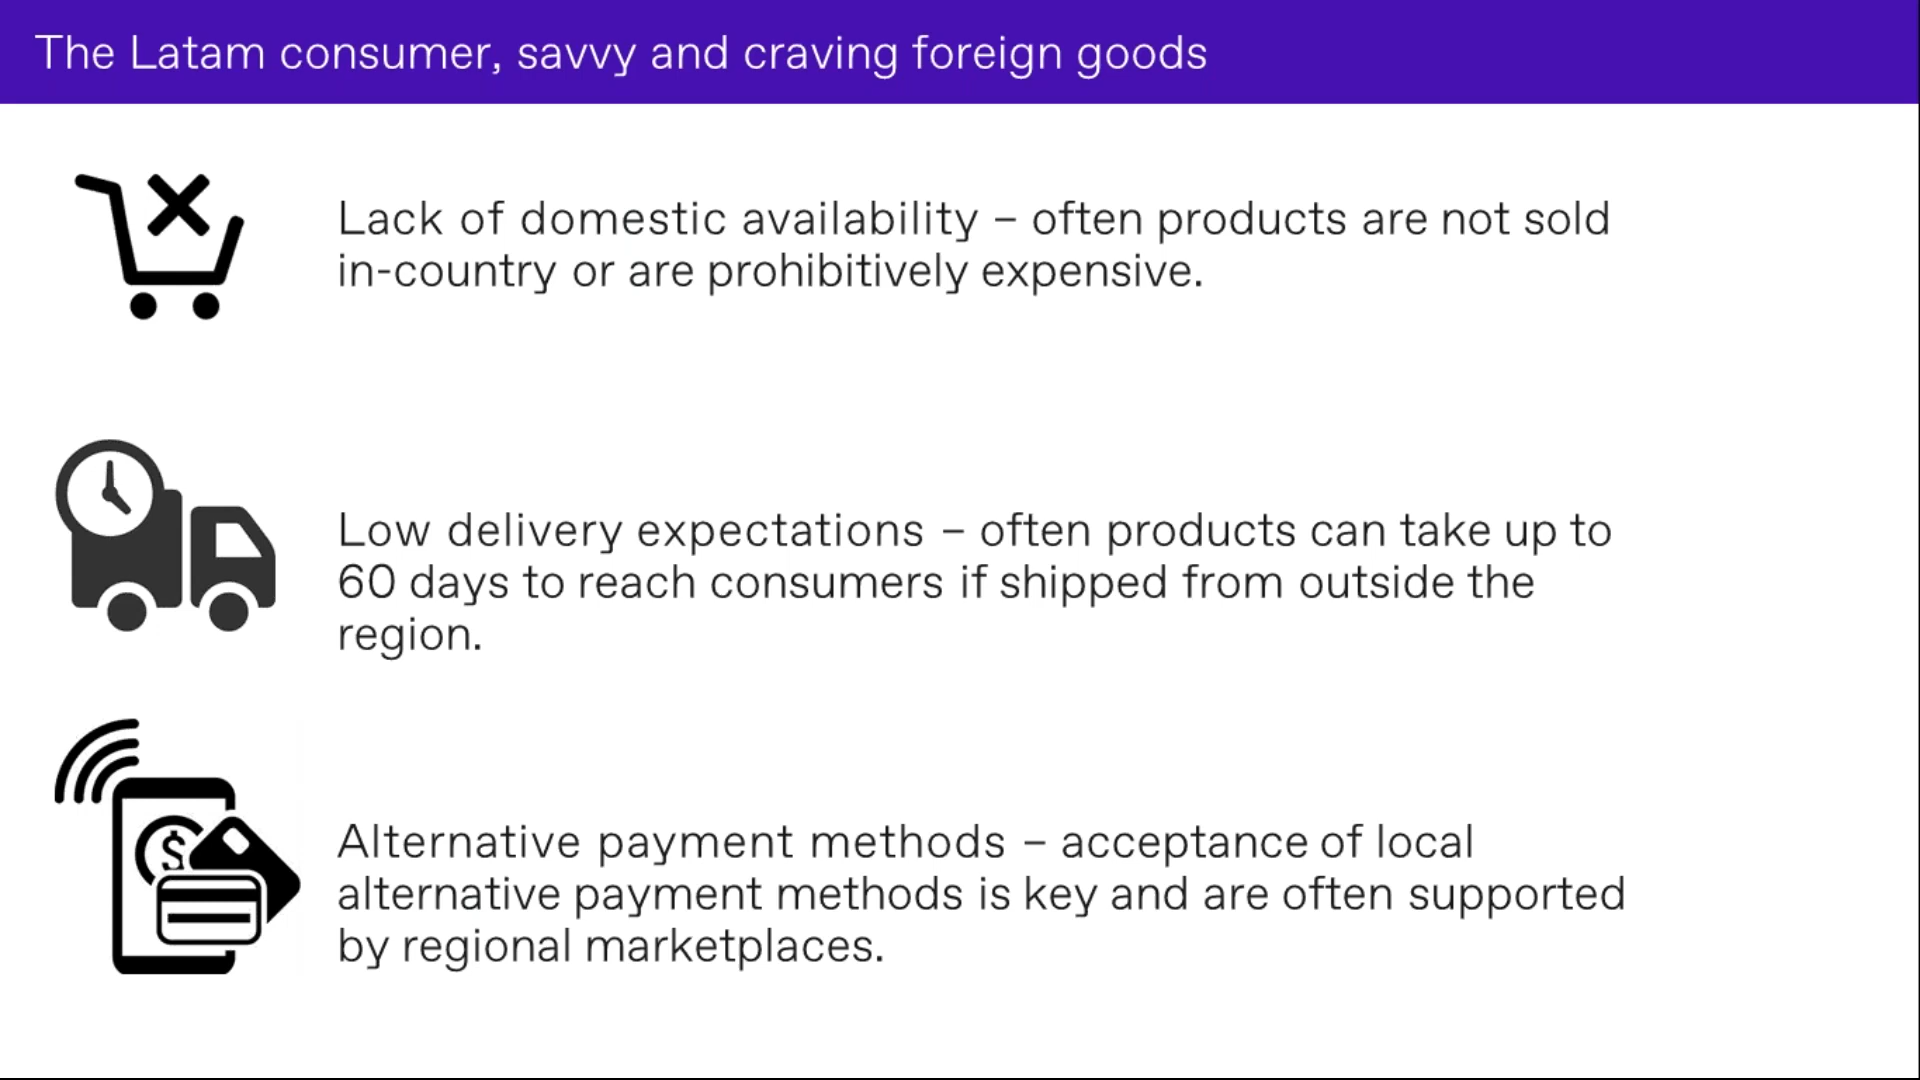 The Latam consumer, savvy and craving foreign goods
Lack of domestic availability – often products are not sold
in-country or are prohibitively expensive.
Low delivery expectations – often products can take up to
60 days to reach consumers if shipped from outside the
region.
$
Alternative payment methods – acceptance of local
alternative payment methods is key and are often supported
by regional marketplaces.